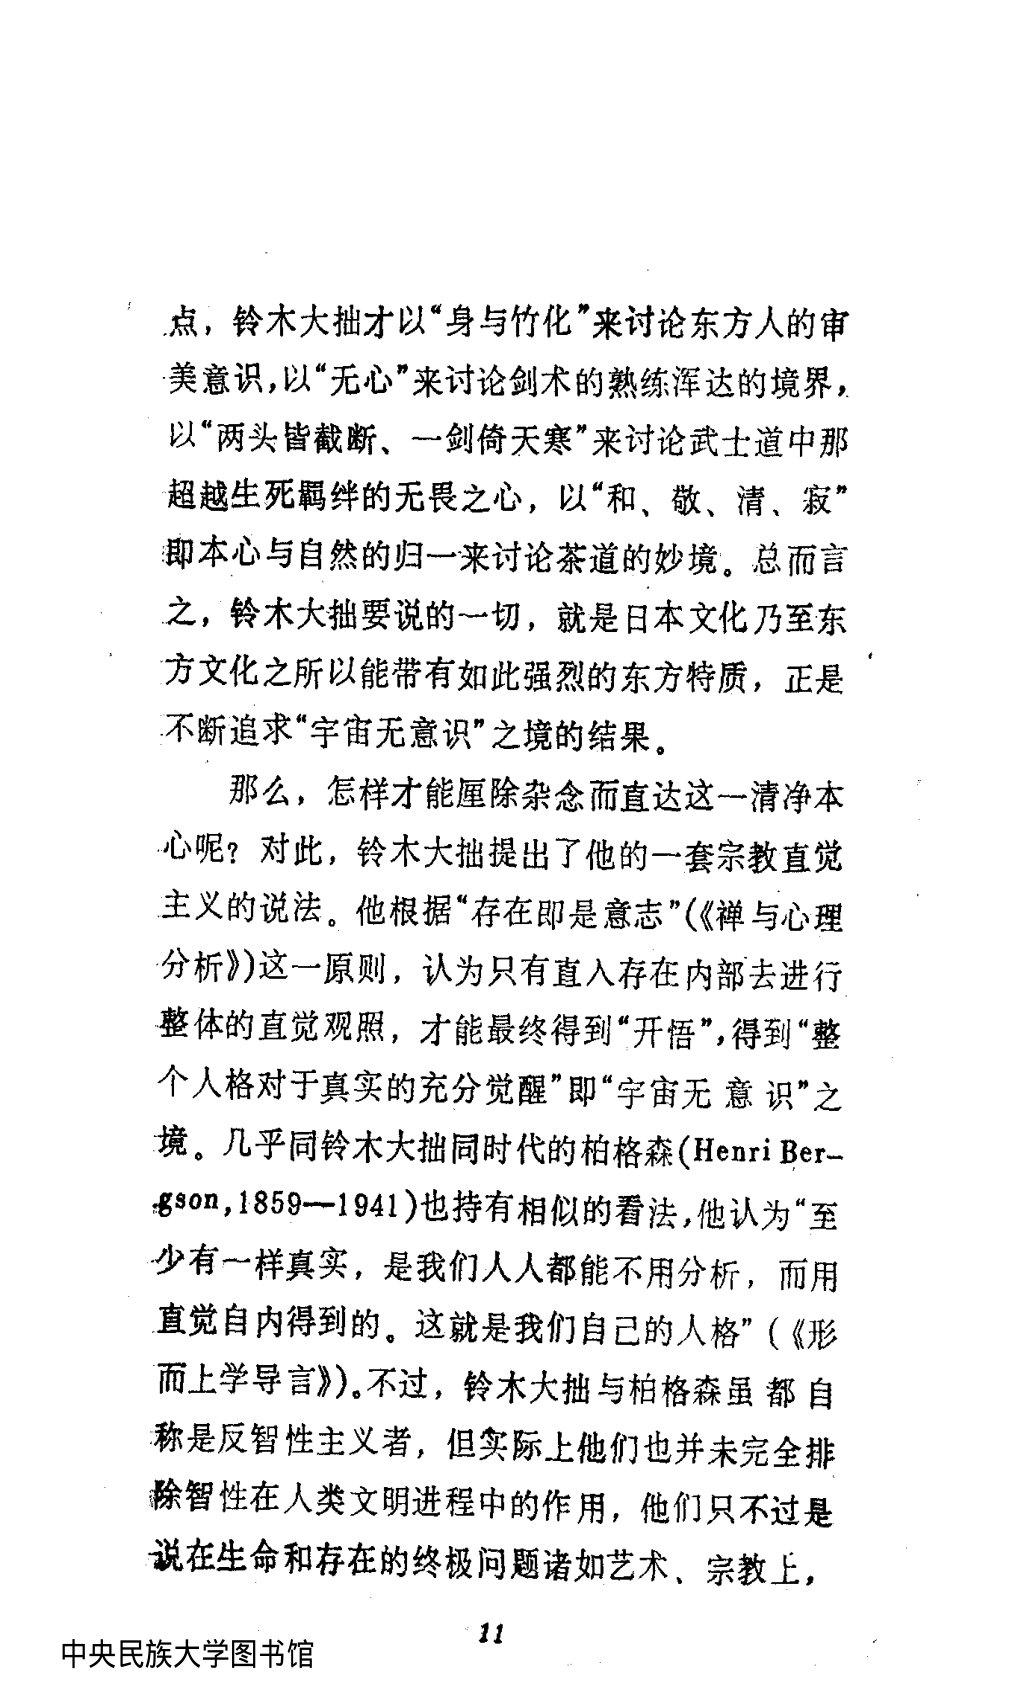 点，铃木大拙才以“身与竹化”来讨论东方人的审
美意识，以“无心”来讨论剑术的熟练浑达的境界，
以“两头皆截断、一剑倚天寒”来讨论武士道中那
超越生死羁绊的无畏之心，以“和、敬、清、寂”
即本心与自然的归一来讨论茶道的妙境。总而言
之，铃木大拙要说的一切，就是日本文化乃至东
方文化之所以能带有如此强烈的东方特质，正是
不断追求“宇宙无意识”之境的结果。
那么，怎样才能厘除杂念而直达这一清净本
心呢？对此，铃木大拙提出了他的一套宗教直觉
主义的说法。他根据“存在即是意志”(《禅与心理
分析》)这一原则，认为只有直入存在内部去进行
整体的直觉观照，才能最终得到“开悟”，得到“整
个人格对于真实的充分觉醒”即“宇宙无意识”之
境。几乎同铃木大拙同时代的柏格森(Henri Ber-
gson,1859—1941)也持有相似的看法，他认为“至
少有一样真实，是我们人人都能不用分析，而用
直觉自内得到的。这就是我们自己的人格”(《形
而上学导言》)。不过，铃木大拙与柏格森虽都自
称是反智性主义者，但实际上他们也并未完全排
除智性在人类文明进程中的作用，他们只不过是
说在生命和存在的终极问题诸如艺术、宗教上，
11
中央民族大学图书馆